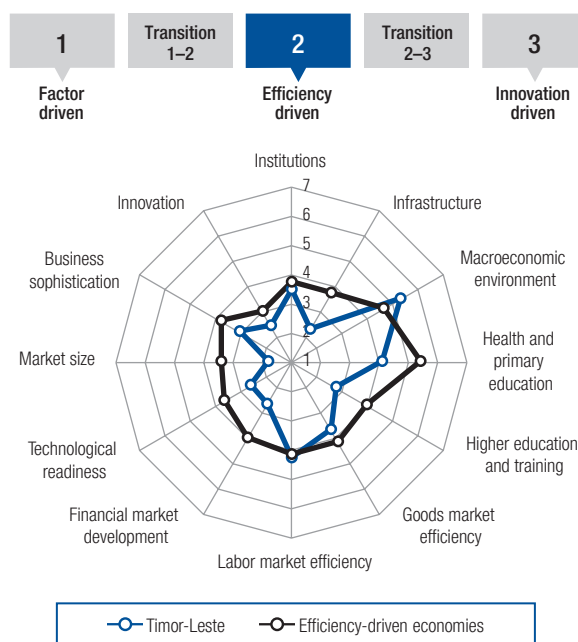 1
Transition
1–2
2
Transition
2–3
3
Factor
driven
Efficiency
driven
Innovation
driven
Institutions
Infrastructure
Macroeconomic
environment
Health and
primary
education
Higher education
and training
Goods market
efficiency
Labor market efficiency
Financial market
development
Technological
readiness
Market size
Business
sophistication
Innovation
7
6
5
4
3
2
1
Timor-Leste
Efficiency-driven economies